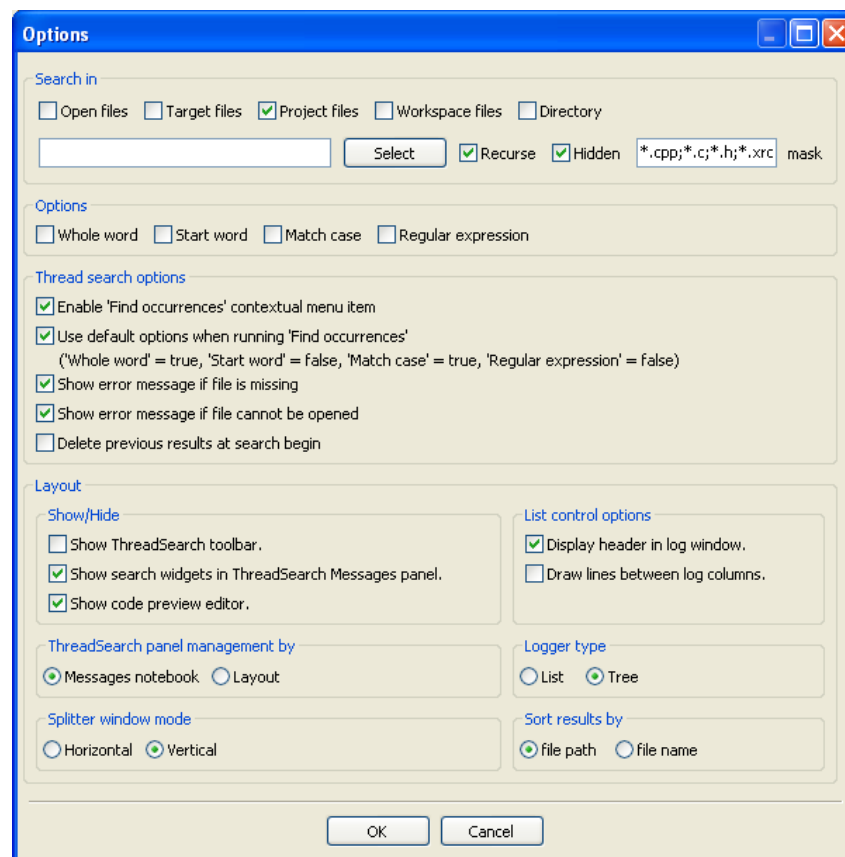 Options
Search in
Open files Target files Project files Workspace files Directory
Select Recurse Hidden *.cpp;*.c;*.h;*.xrc mask
Options
Whole word Start word Match case Regular expression
Thread search options
Enable 'Find occurrences' contextual menu item
Use default options when running 'Find occurrences'
('Whole word' = true, 'Start word' = false, 'Match case' = true, 'Regular expression' = false)
Show error message if file is missing
Show error message if file cannot be opened
Delete previous results at search begin
Layout
Show/Hide
Show ThreadSearch toolbar.
Show search widgets in ThreadSearch Messages panel.
Show code preview editor.
List control options
Display header in log window.
Draw lines between log columns.
ThreadSearch panel management by
Messages notebook Layout
Logger type
List Tree
Splitter window mode
Horizontal Vertical
Sort results by
file path file name
OK Cancel